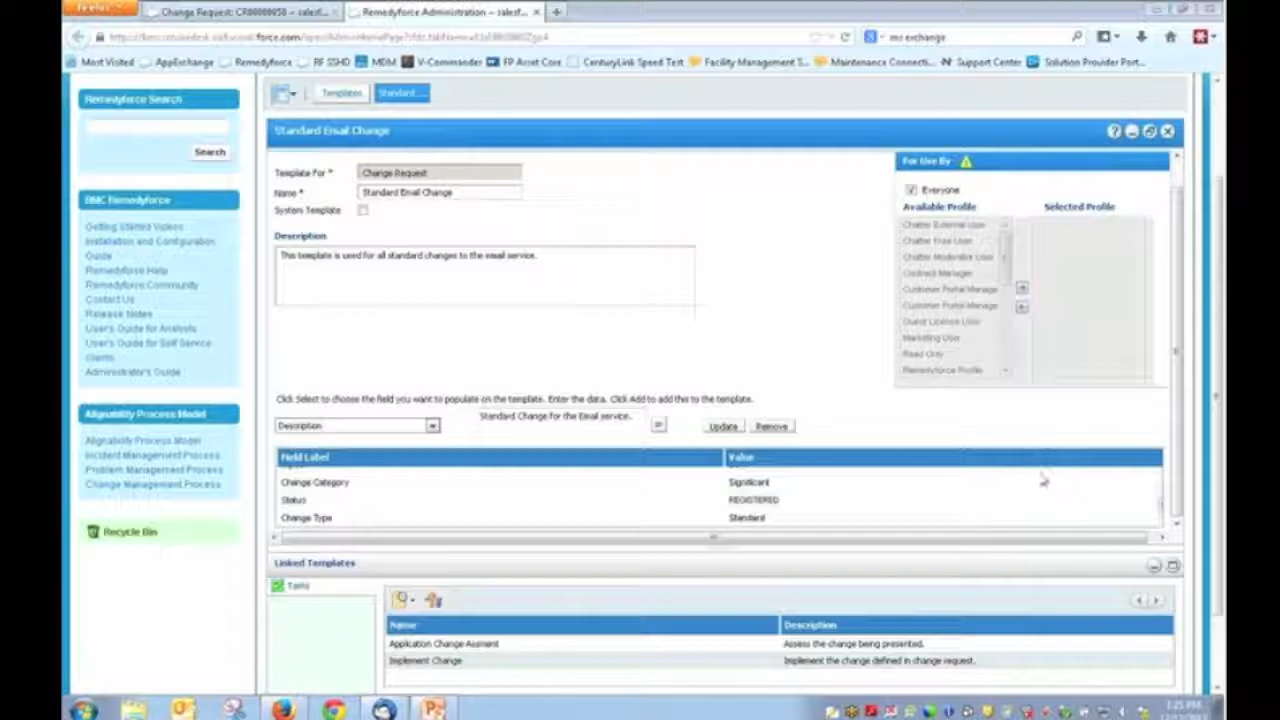 Firefox
Change Request: CR00000050 ~ salesf...
Remedyforce Administration ~ salesf...
ms exchange
Most Visited
AppExchange
Remedyforce
RF SSHD
MDM
V-Commander
FP Asset Core
CenturyLink Speed Test
Facility Management S...
Maintenance Connecti...
Support Center
Solution Provider Port...
Remedyforce Search
Search
BMC Remedyforce
Getting Started Videos
Installation and Configuration
Guide
Remedyforce Help
Remedyforce Community
Contact Us
Release Notes
User's Guide for Analysts
User's Guide for Self Service
Clients
Administrator's Guide
Alignability Process Model
Alignability Process Model
Incident Management Process
Problem Management Process
Change Management Process
Recycle Bin
Templates
Standard ...
Standard Email Change
Template For *
Change Request
Name *
Standard Email Change
System Template
Description
This template is used for all standard changes to the email service.
For Use By
Everyone
Available Profile
Selected Profile
Chatter External User
Chatter Free User
Chatter Moderator User
Contract Manager
Customer Portal Manage
Customer Portal Manage
Guest License User
Marketing User
Read Only
Remedyforce Profile
Click Select to choose the field you want to populate on the template. Enter the data. Click Add to add this to the template.
Description
Standard Change for the Email service.
Update
Remove
Field Label
Value
Change Category
Significant
Status
REGISTERED
Change Type
Standard
Linked Templates
Tasks
Name
Description
Application Change Assment
Assess the change being presented.
Implement Change
Implement the change defined in change request.